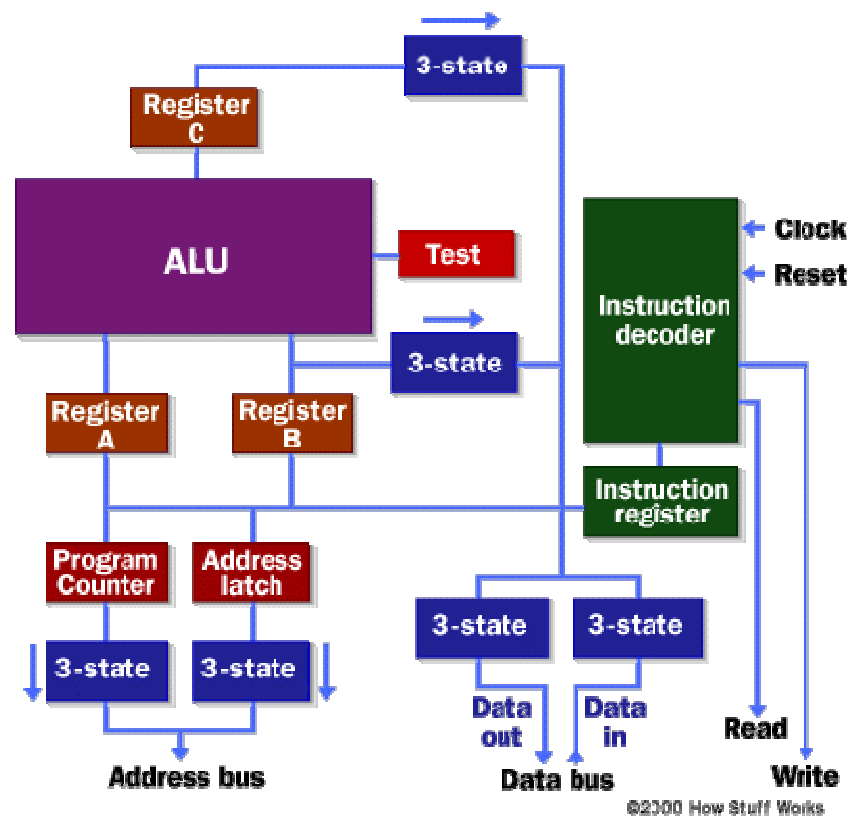 3-state
Register
C
ALU
Test
Clock
Reset
Instruction
decoder
3-state
Register
A
Register
B
Instruction
register
Program
Counter
Address
latch
3-state
3-state
3-state
3-state
Data
out
Data
in
Read
Address bus
Data bus
Write
©2000 How Stuff Works